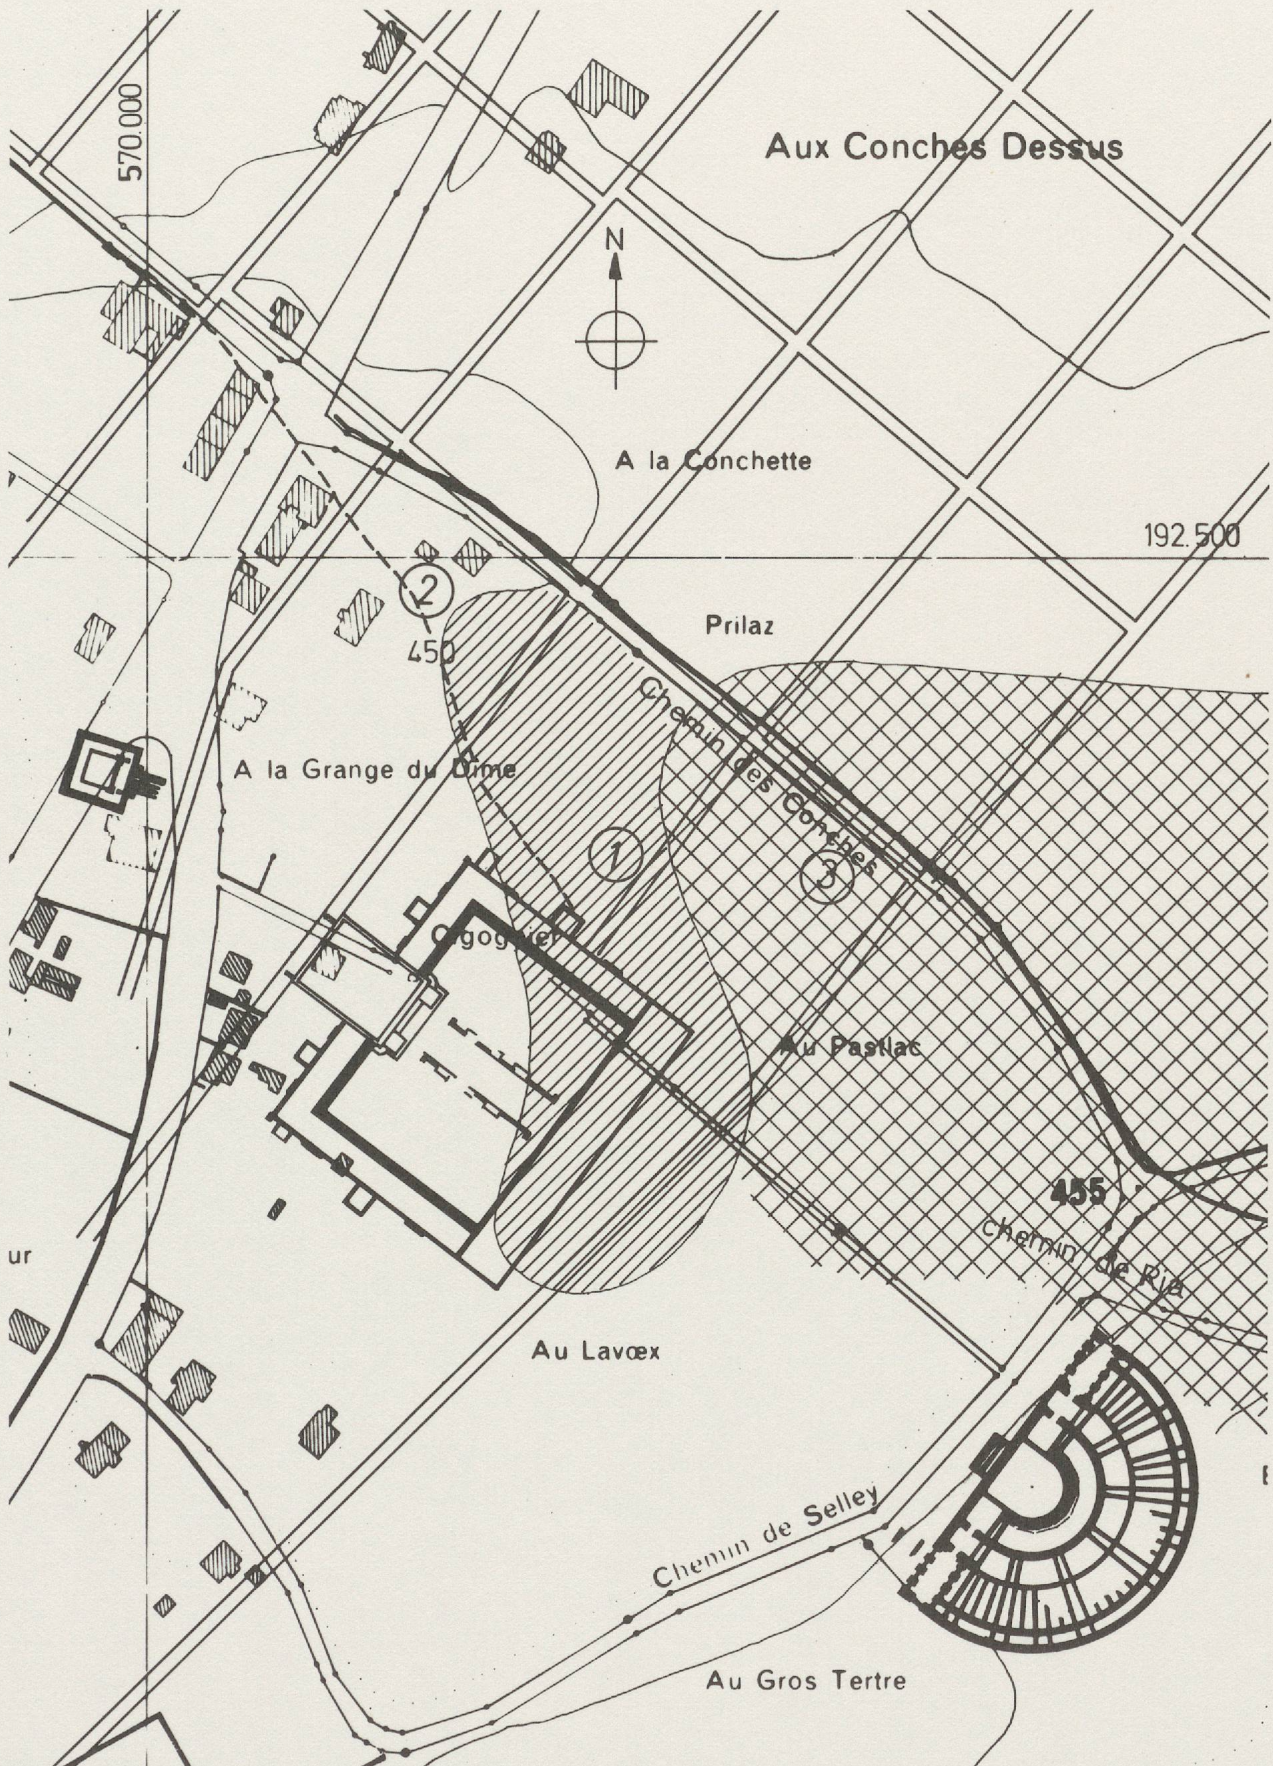 570.000
Aux Conches Dessus
N
A la Conchette
192.500
2
Prilaz
450
Chemin des Conches
A la Grange du Dîme
1
3
Cigognier
Au Pastlac
455
chemin de Ria
ur
Au Lavœx
Chemin de Selley
Au Gros Tertre